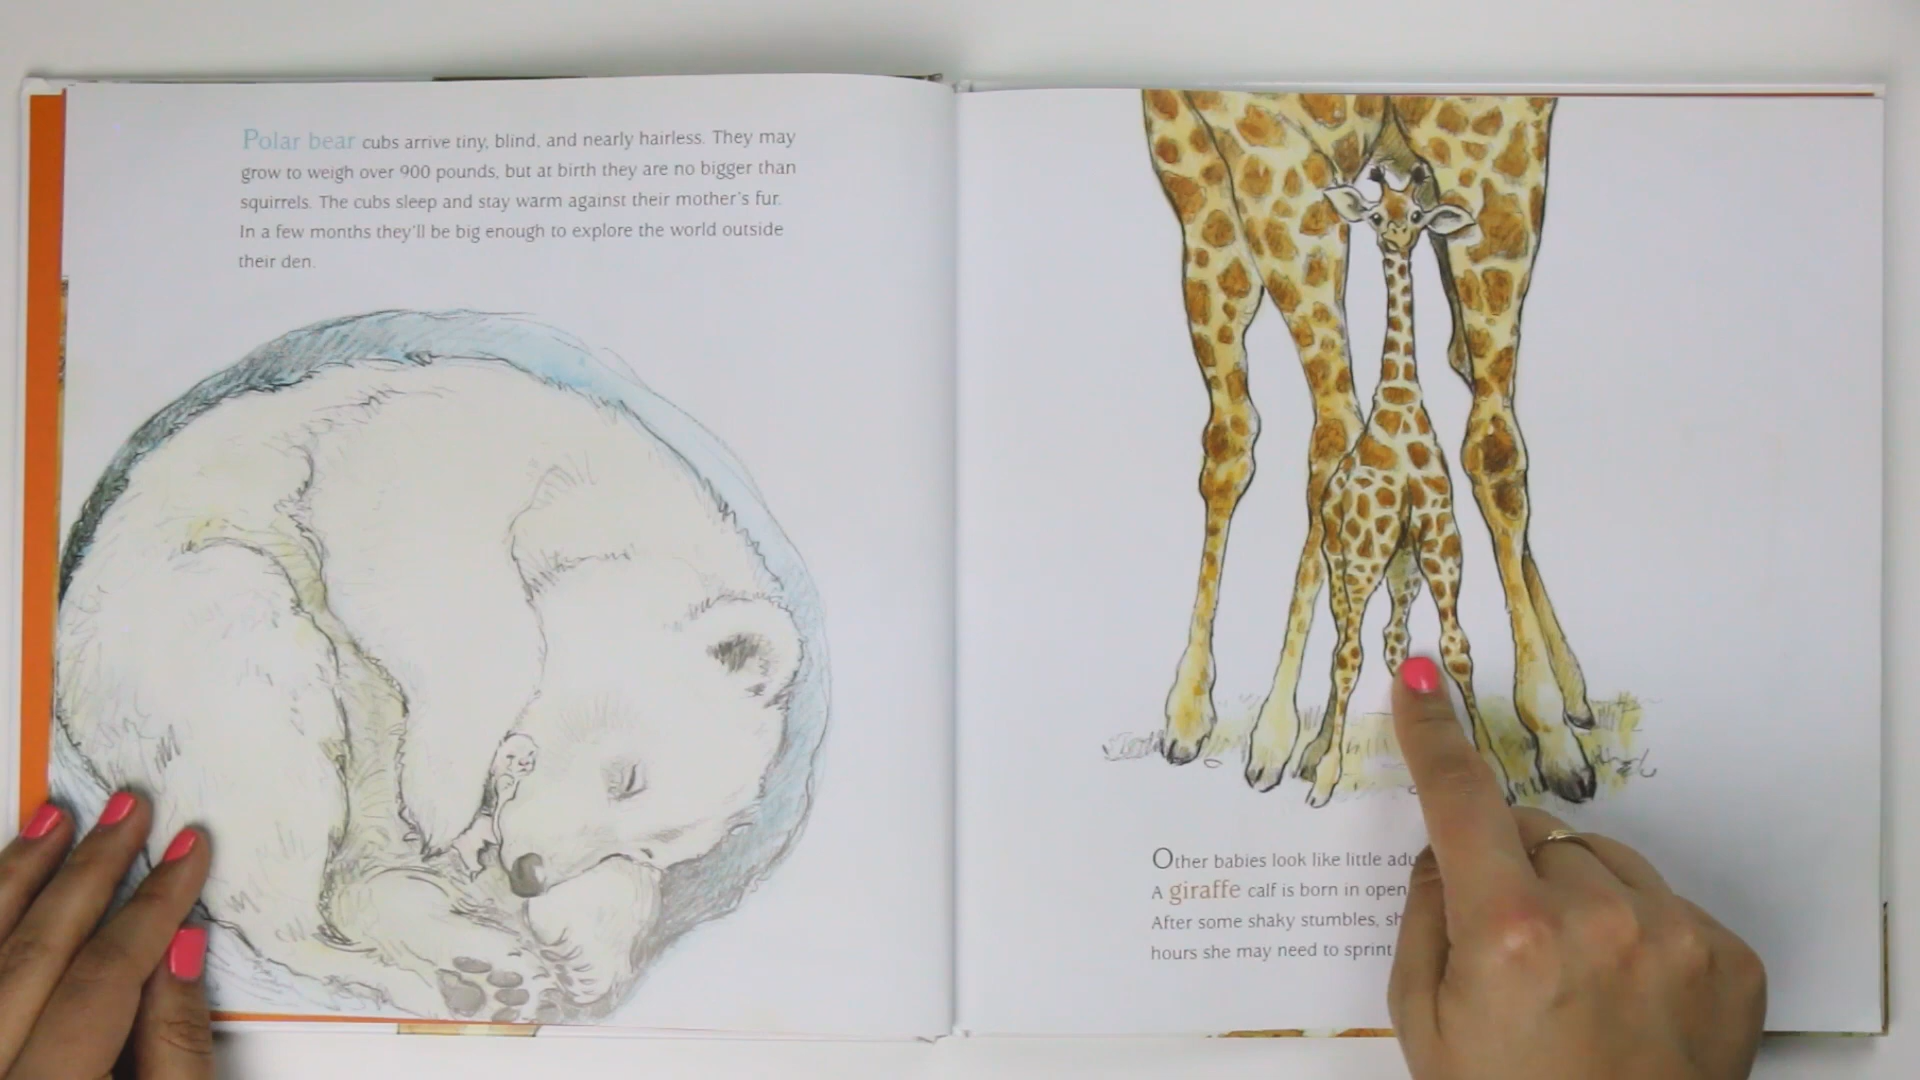 Polar bear cubs arrive tiny, blind, and nearly hairless. They may
grow to weigh over 900 pounds, but at birth they are no bigger than
squirrels. The cubs sleep and stay warm against their mother's fur.
In a few months they'll be big enough to explore the world outside
their den.
Other babies look like little
A giraffe calf is born in open
After some shaky stumbles,
hours she may need to sprint